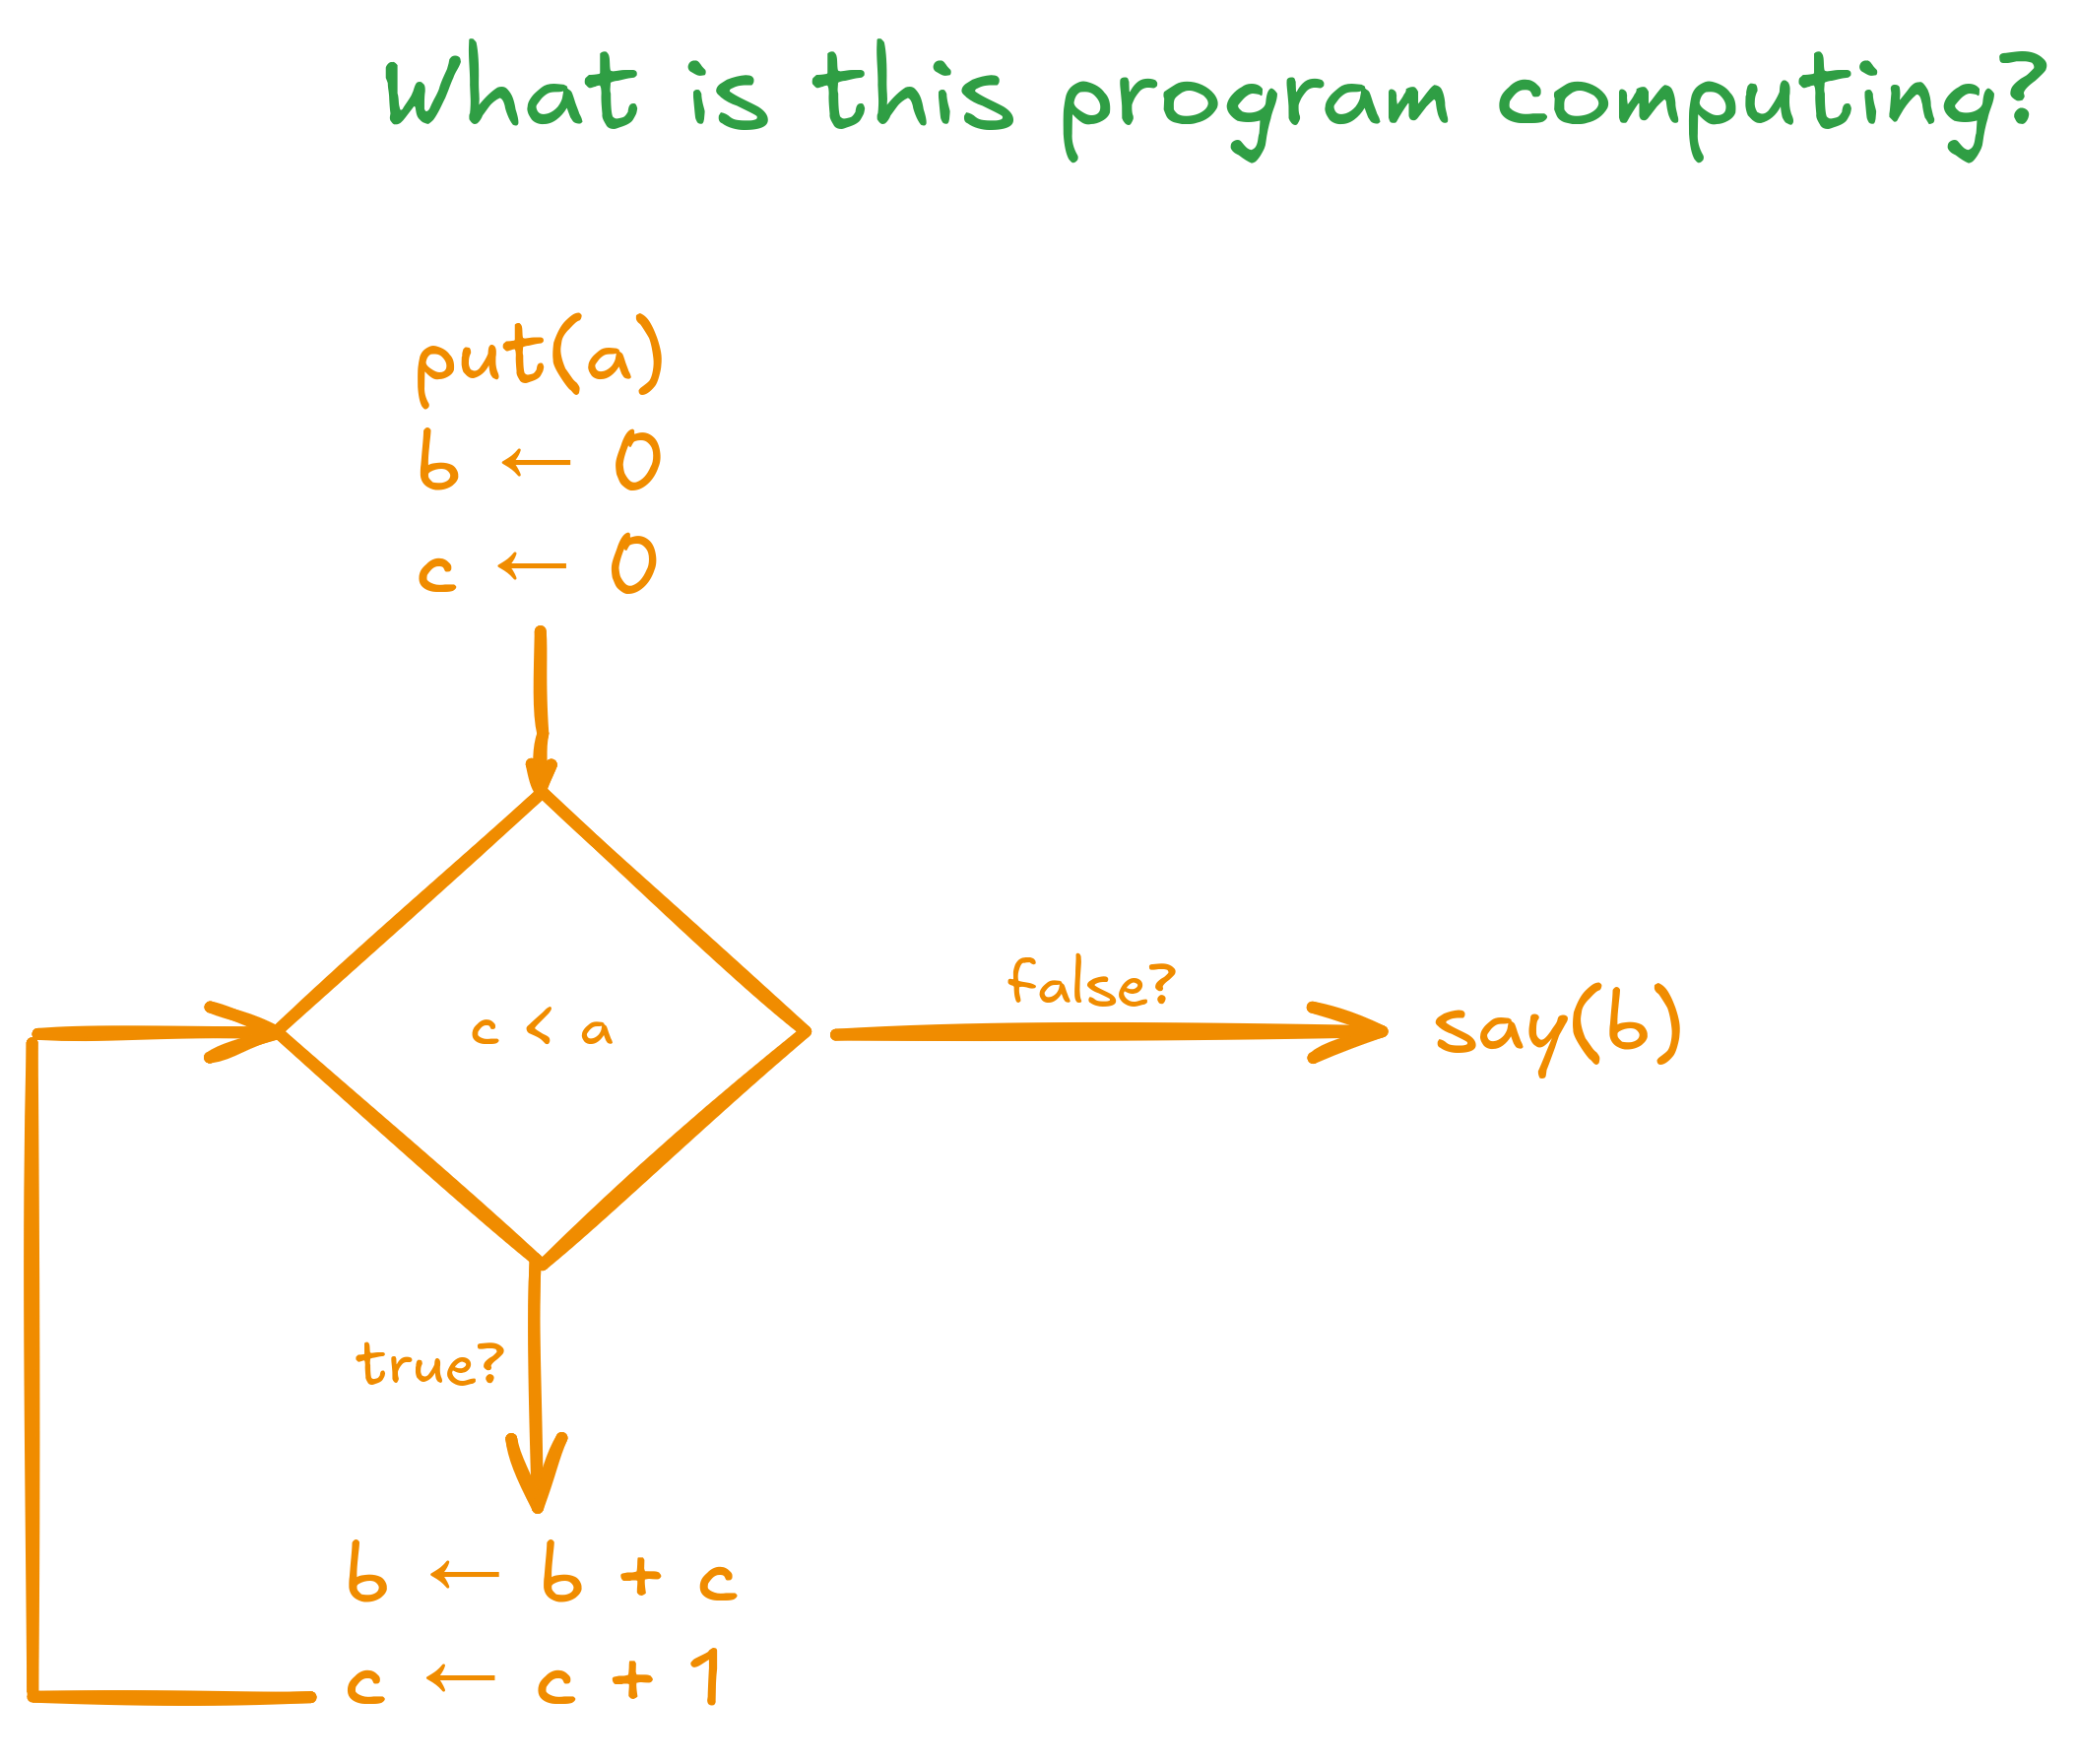 What is this program computing?
put(a)
b ← 0
c ← 0
c < a
false?
say(b)
true?
b ← b + c
c ← c + 1